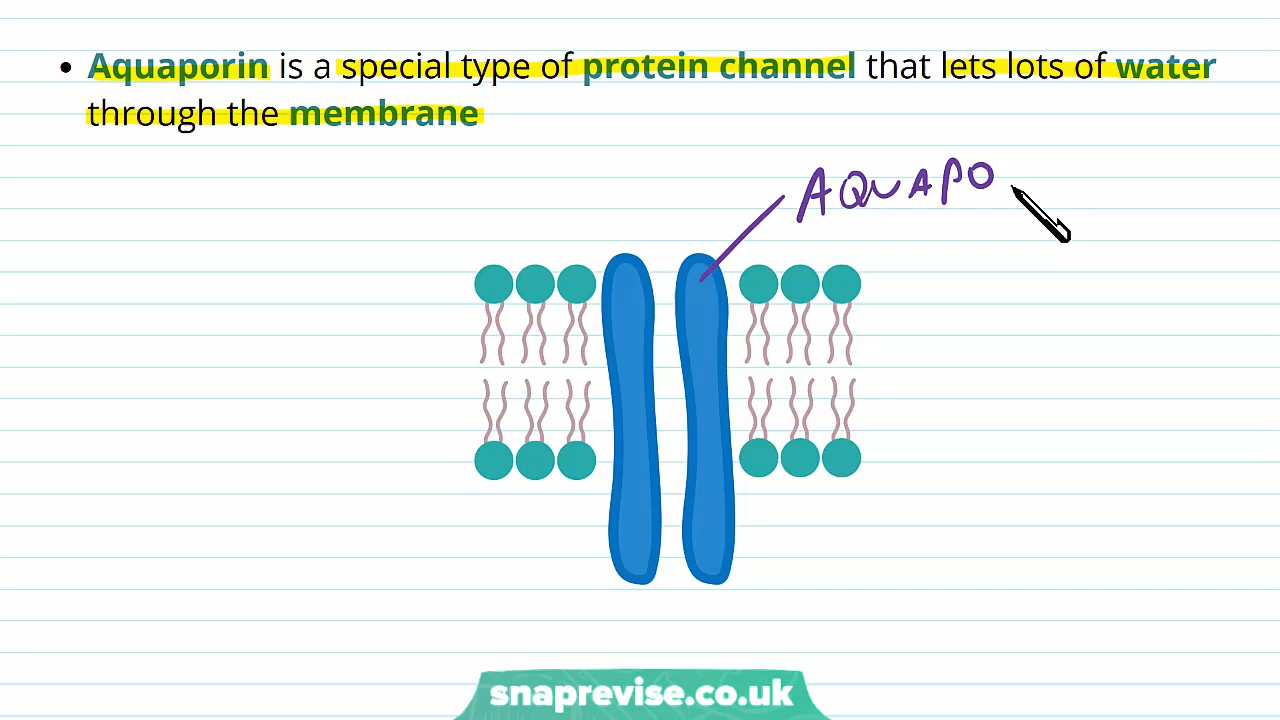 • Aquaporin is a special type of protein channel that lets lots of water
through the membrane
AQUAPO
snaprevise.co.uk